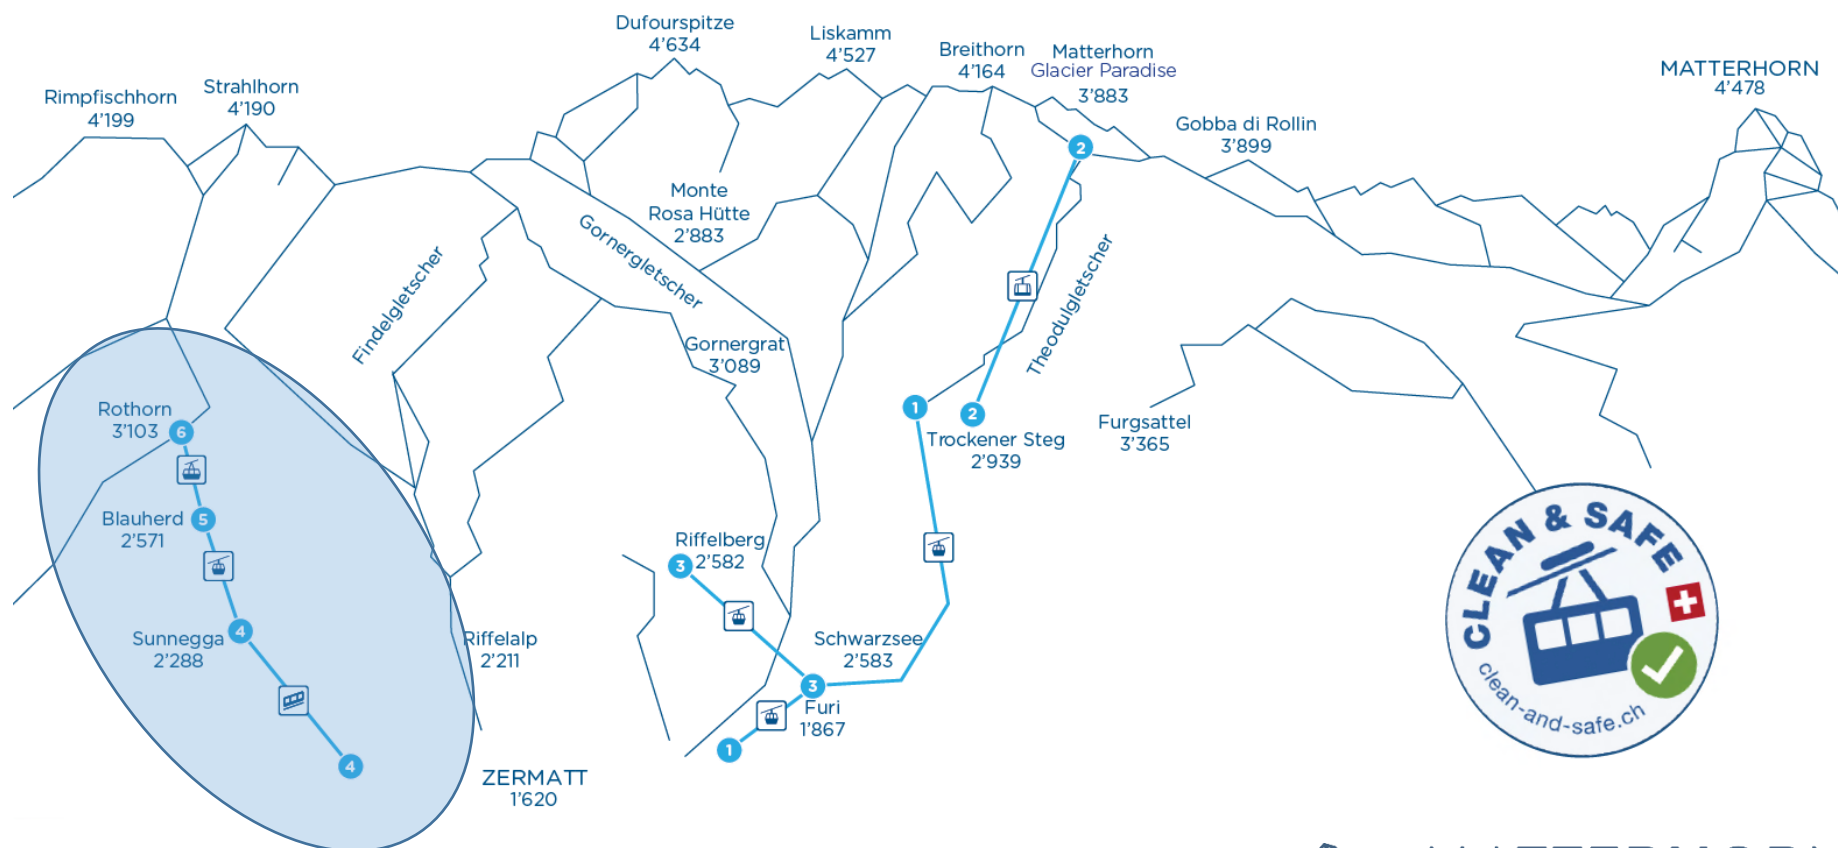 Rimpfischhorn
4’199
Strahlhorn
4’190
Dufourspitze
4’634
Liskamm
4’527
Breithorn
4’164
Matterhorn
Glacier Paradise
3’883
Gobba di Rollin
3’899
MATTERHORN
4’478
2
Monte
Rosa Hütte
2’883
Gornergletscher
Findelgletscher
Theodulgletscher
Gornergrat
3’089
1
2
Trockener Steg
2’939
Furgsattel
3’365
Rothorn
3’103
6
Blauherd
2’571
5
Sunnegga
2’288
4
4
Riffelalp
2’211
Riffelberg
2’582
3
Schwarzsee
2’583
3
Furi
1’867
1
ZERMATT
1’620
CLEAN & SAFE
clean-and-safe.ch